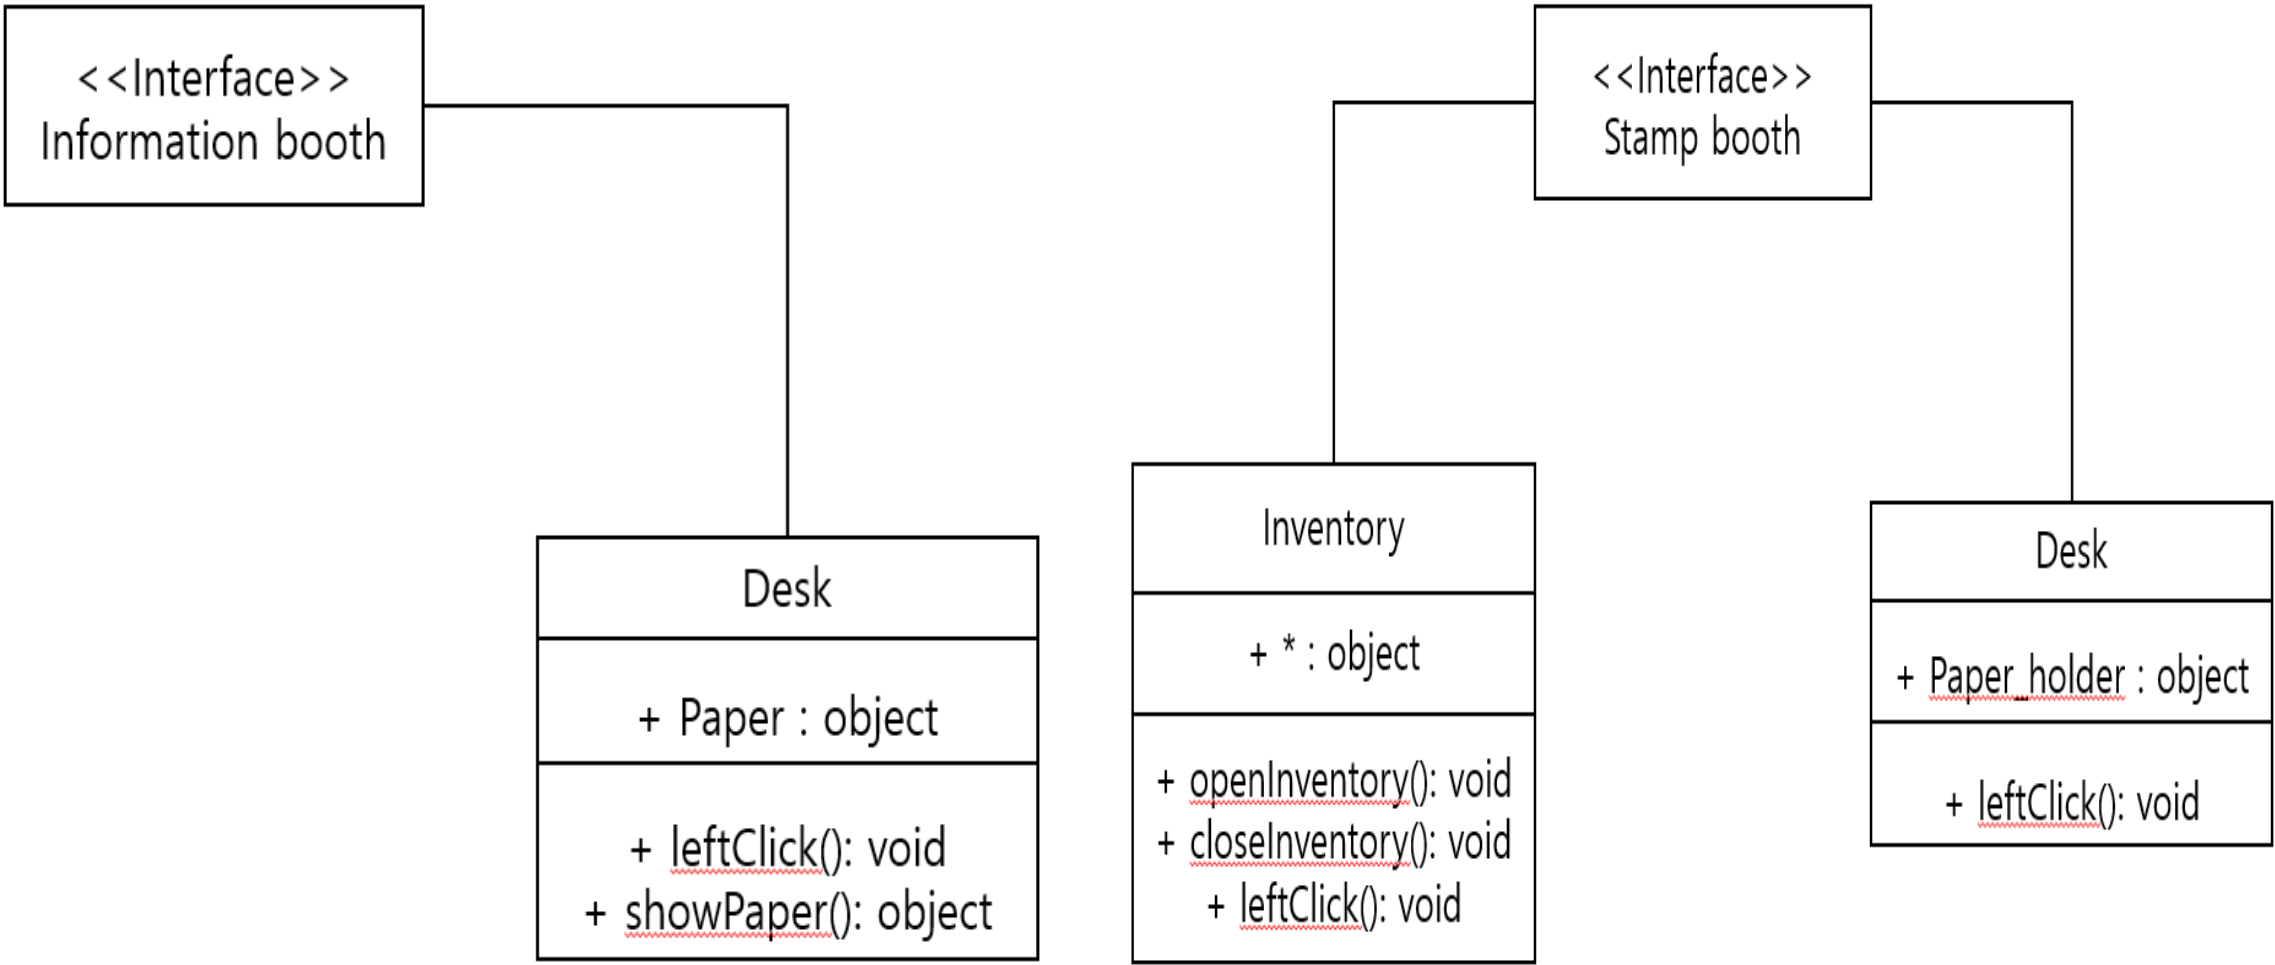 <<Interface>>
Information booth
Desk
+ Paper : object
+ leftClick(): void
+ showPaper(): object
<<Interface>>
Stamp booth
Inventory
+ * : object
+ openInventory(): void
+ closeInventory(): void
+ leftClick(): void
Desk
+ Paper_holder : object
+ leftClick(): void